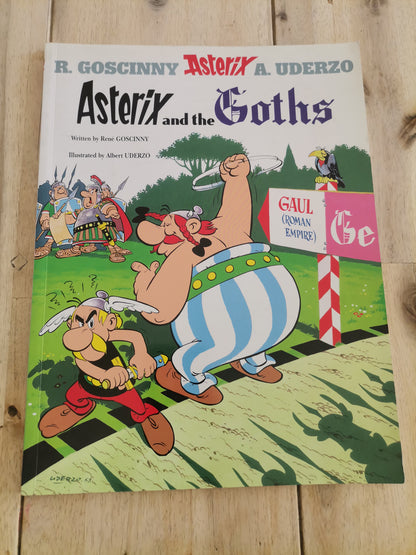 R. GOSCINNY Asterix A. UDERZO
Asterix and the Goths
Written by René GOSCINNY
Illustrated by Albert UDERZO
GAUL
(ROMAN
EMPIRE)
Ge
UDERZO